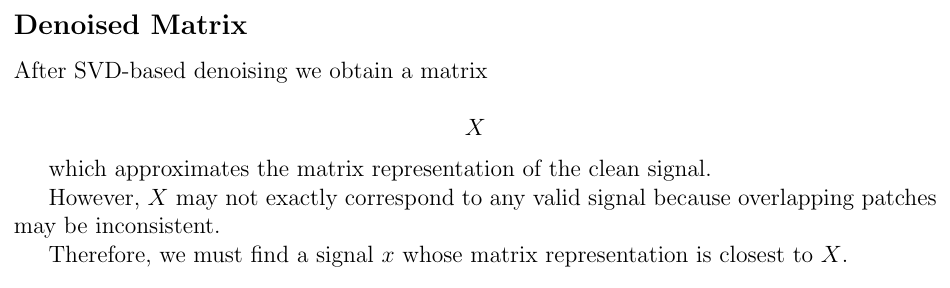 Denoised Matrix
After SVD-based denoising we obtain a matrix
X
which approximates the matrix representation of the clean signal.
However, X may not exactly correspond to any valid signal because overlapping patches
may be inconsistent.
Therefore, we must find a signal x whose matrix representation is closest to X.